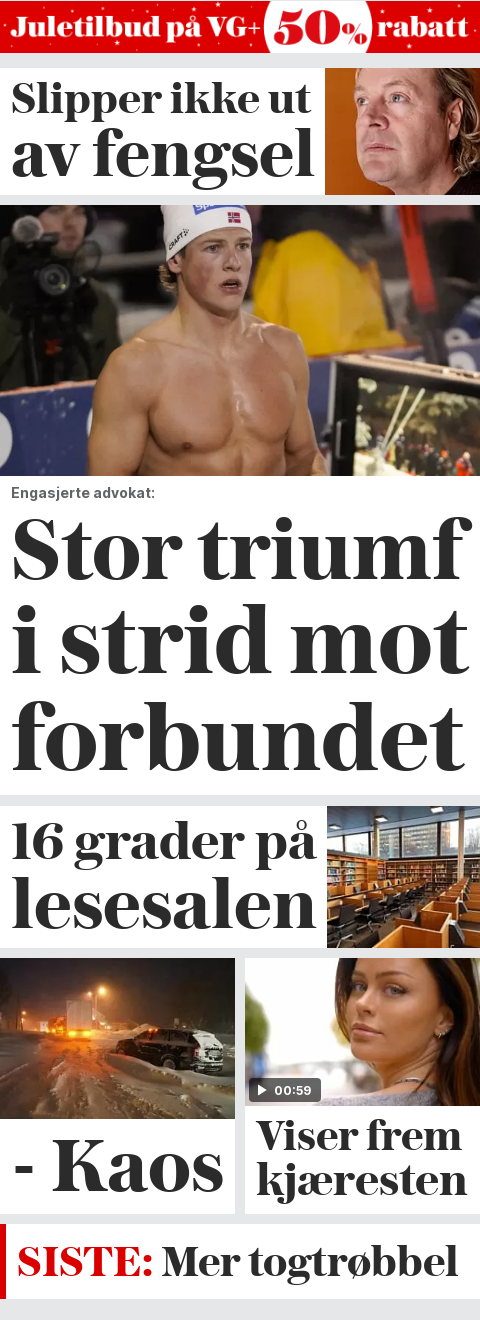 Juletilbud på VG+ 50% rabatt
Slipper ikke ut
av fengsel
CRAFT
Engasjerte advokat:
Stor triumf
i strid mot
forbundet
16 grader på
lesesalen
00:59
- Kaos
Viser frem
kjæresten
SISTE: Mer togtrøbbel